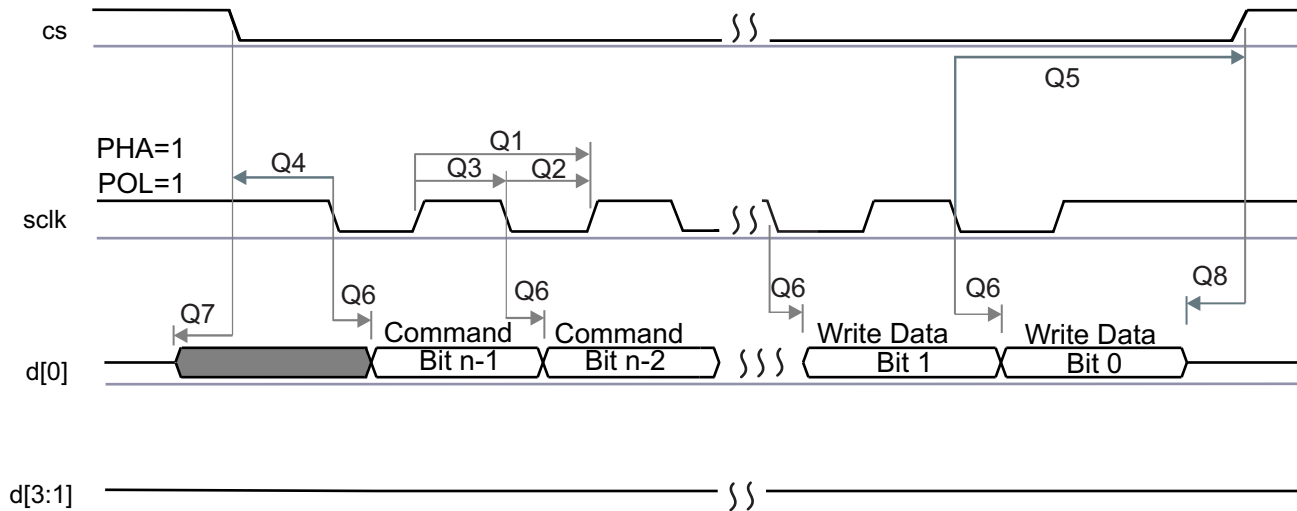 cs
Q5
Q1
PHA=1
Q4
Q3
Q2
POL=1
sclk
Q7
Q6
Q6
Q6
Q6
Q8
Command
Command
Write Data
Write Data
d[0]
Bit n-1
Bit n-2
Bit 1
Bit 0
d[3:1]